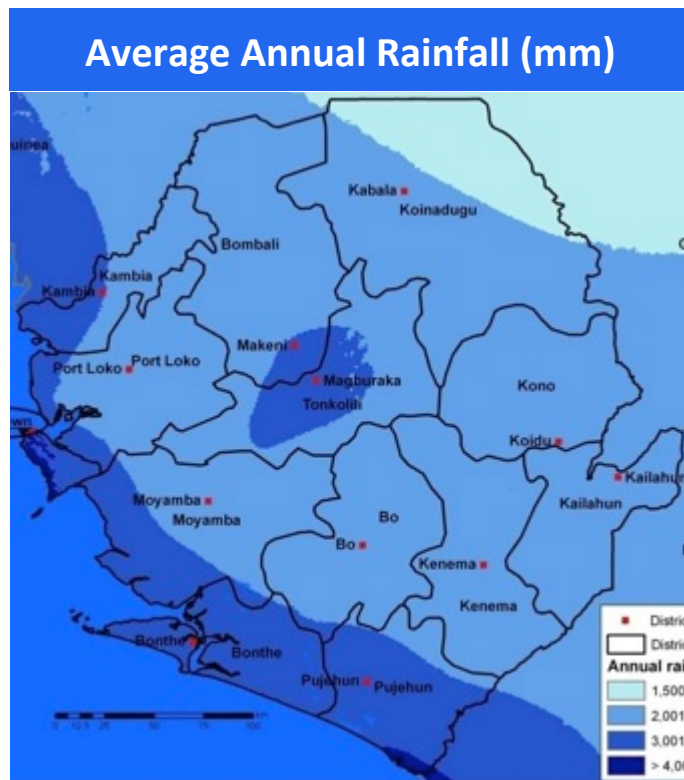 Average Annual Rainfall (mm)
uinea
Kabala
Koinadugu
Bombali
Kambia
Kambia
Makeni
Port Loko
Port Loko
Magburaka
Tonkolili
Kono
Koidu
own
Kailahun
Kailahun
Moyamba
Moyamba
Bo
Bo
Kenema
Kenema
Bonthe
Bonthe
Pujehun
Pujehun
0 12.5 25 50 75 100
km
Distric
Distric
Annual rai
1,500
2,001
3,001
> 4,00